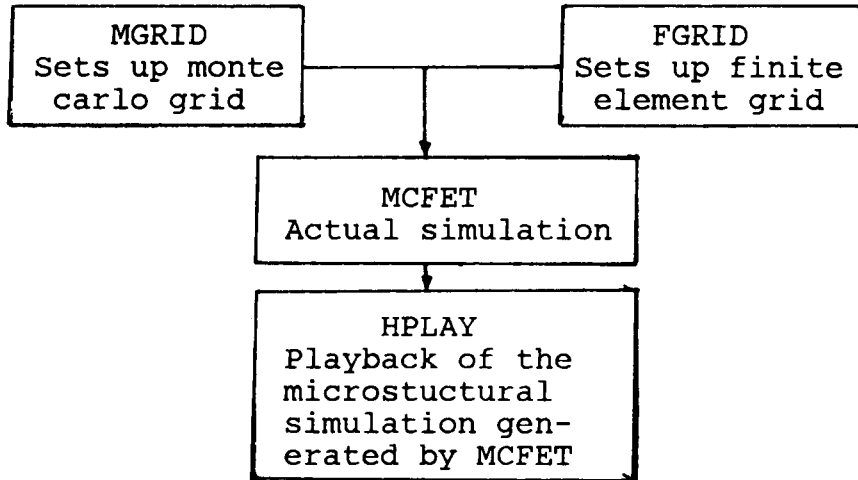 MGRID
Sets up monte
carlo grid
FGRID
Sets up finite
element grid
MCFET
Actual simulation
HPLAY
Playback of the
microstuctural
simulation gen-
erated by MCFET